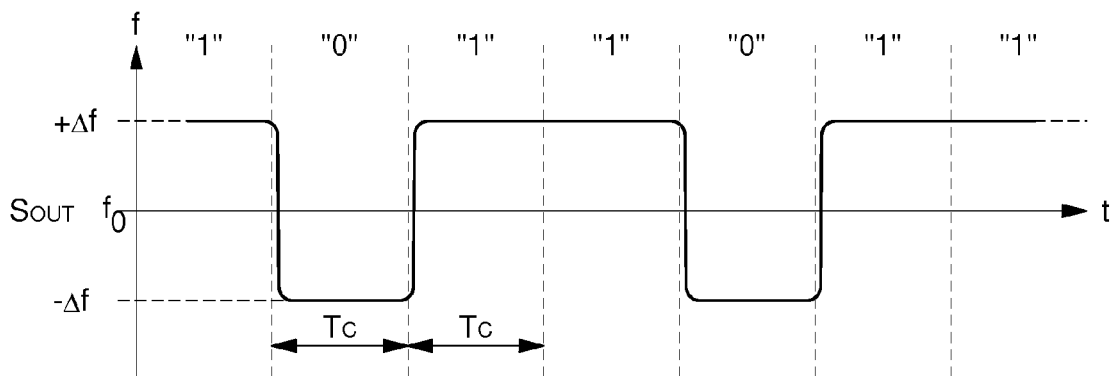 f
"1" "0" "1" "1" "0" "1" "1"
+Δf
SOUT f0 t
-Δf
TC TC